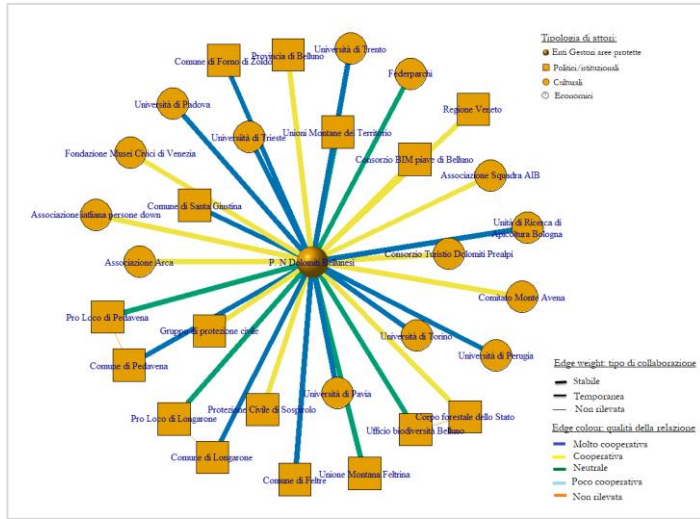 Università di Trento
Provincia di Belluno
Comune di Forno di Zoldo
Federparchi
Università di Padova
Regione Veneto
Università di Trieste
Unioni Montane del Territorio
Fondazione Musei Civici di Venezia
Consorzio BIM piave di Belluno
Associazione Squadra AIB
Comune di Santa Giustina
Associazione iatliana persone down
Unità di Ricerca di
Apicoltura Bologna
Consorzio Turistio Dolomiti Prealpi
Associazione Arca
P. N Dolomiti Bellunesi
Comitato Monte Avena
Pro Loco di Pedavena
Gruppo di protezione civile
Università di Torino
Università di Perugia
Comune di Pedavena
Università di Pavia
Protezione Civile di Sospirolo
Corpo forestale dello Stato
Pro Loco di Longarone
Ufficio biodiversità Belluno
Comune di Longarone
Unione Montana Feltrina
Comune di Feltre
Tipologia di attori:
Enti Gestori aree protette
Politici/istituzionali
Culturali
Economici
Edge weight: tipo di collaborazione
Stabile
Temporanea
Non rilevata
Edge colour: qualità della relazione
Molto cooperativa
Cooperativa
Neutrale
Poco cooperativa
Non rilevata